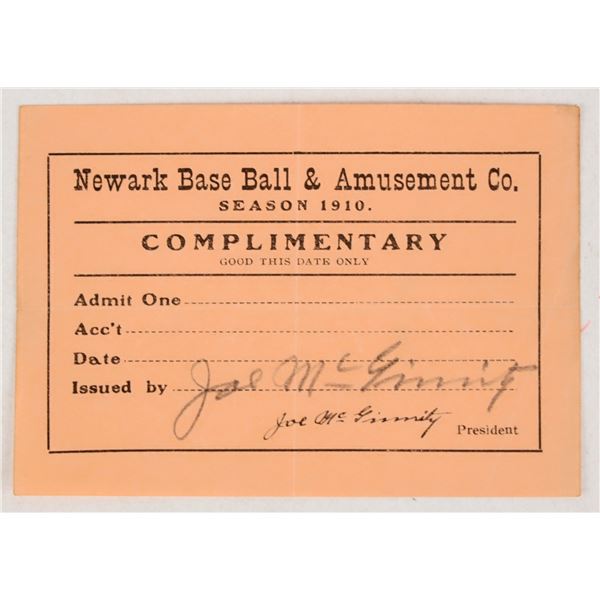 Newark Base Ball & Amusement Co.
SEASON 1910.
COMPLIMENTARY
GOOD THIS DATE ONLY
Admit One
Acc't
Date
Issued by Joe McGinnity
Joe McGinnity
President